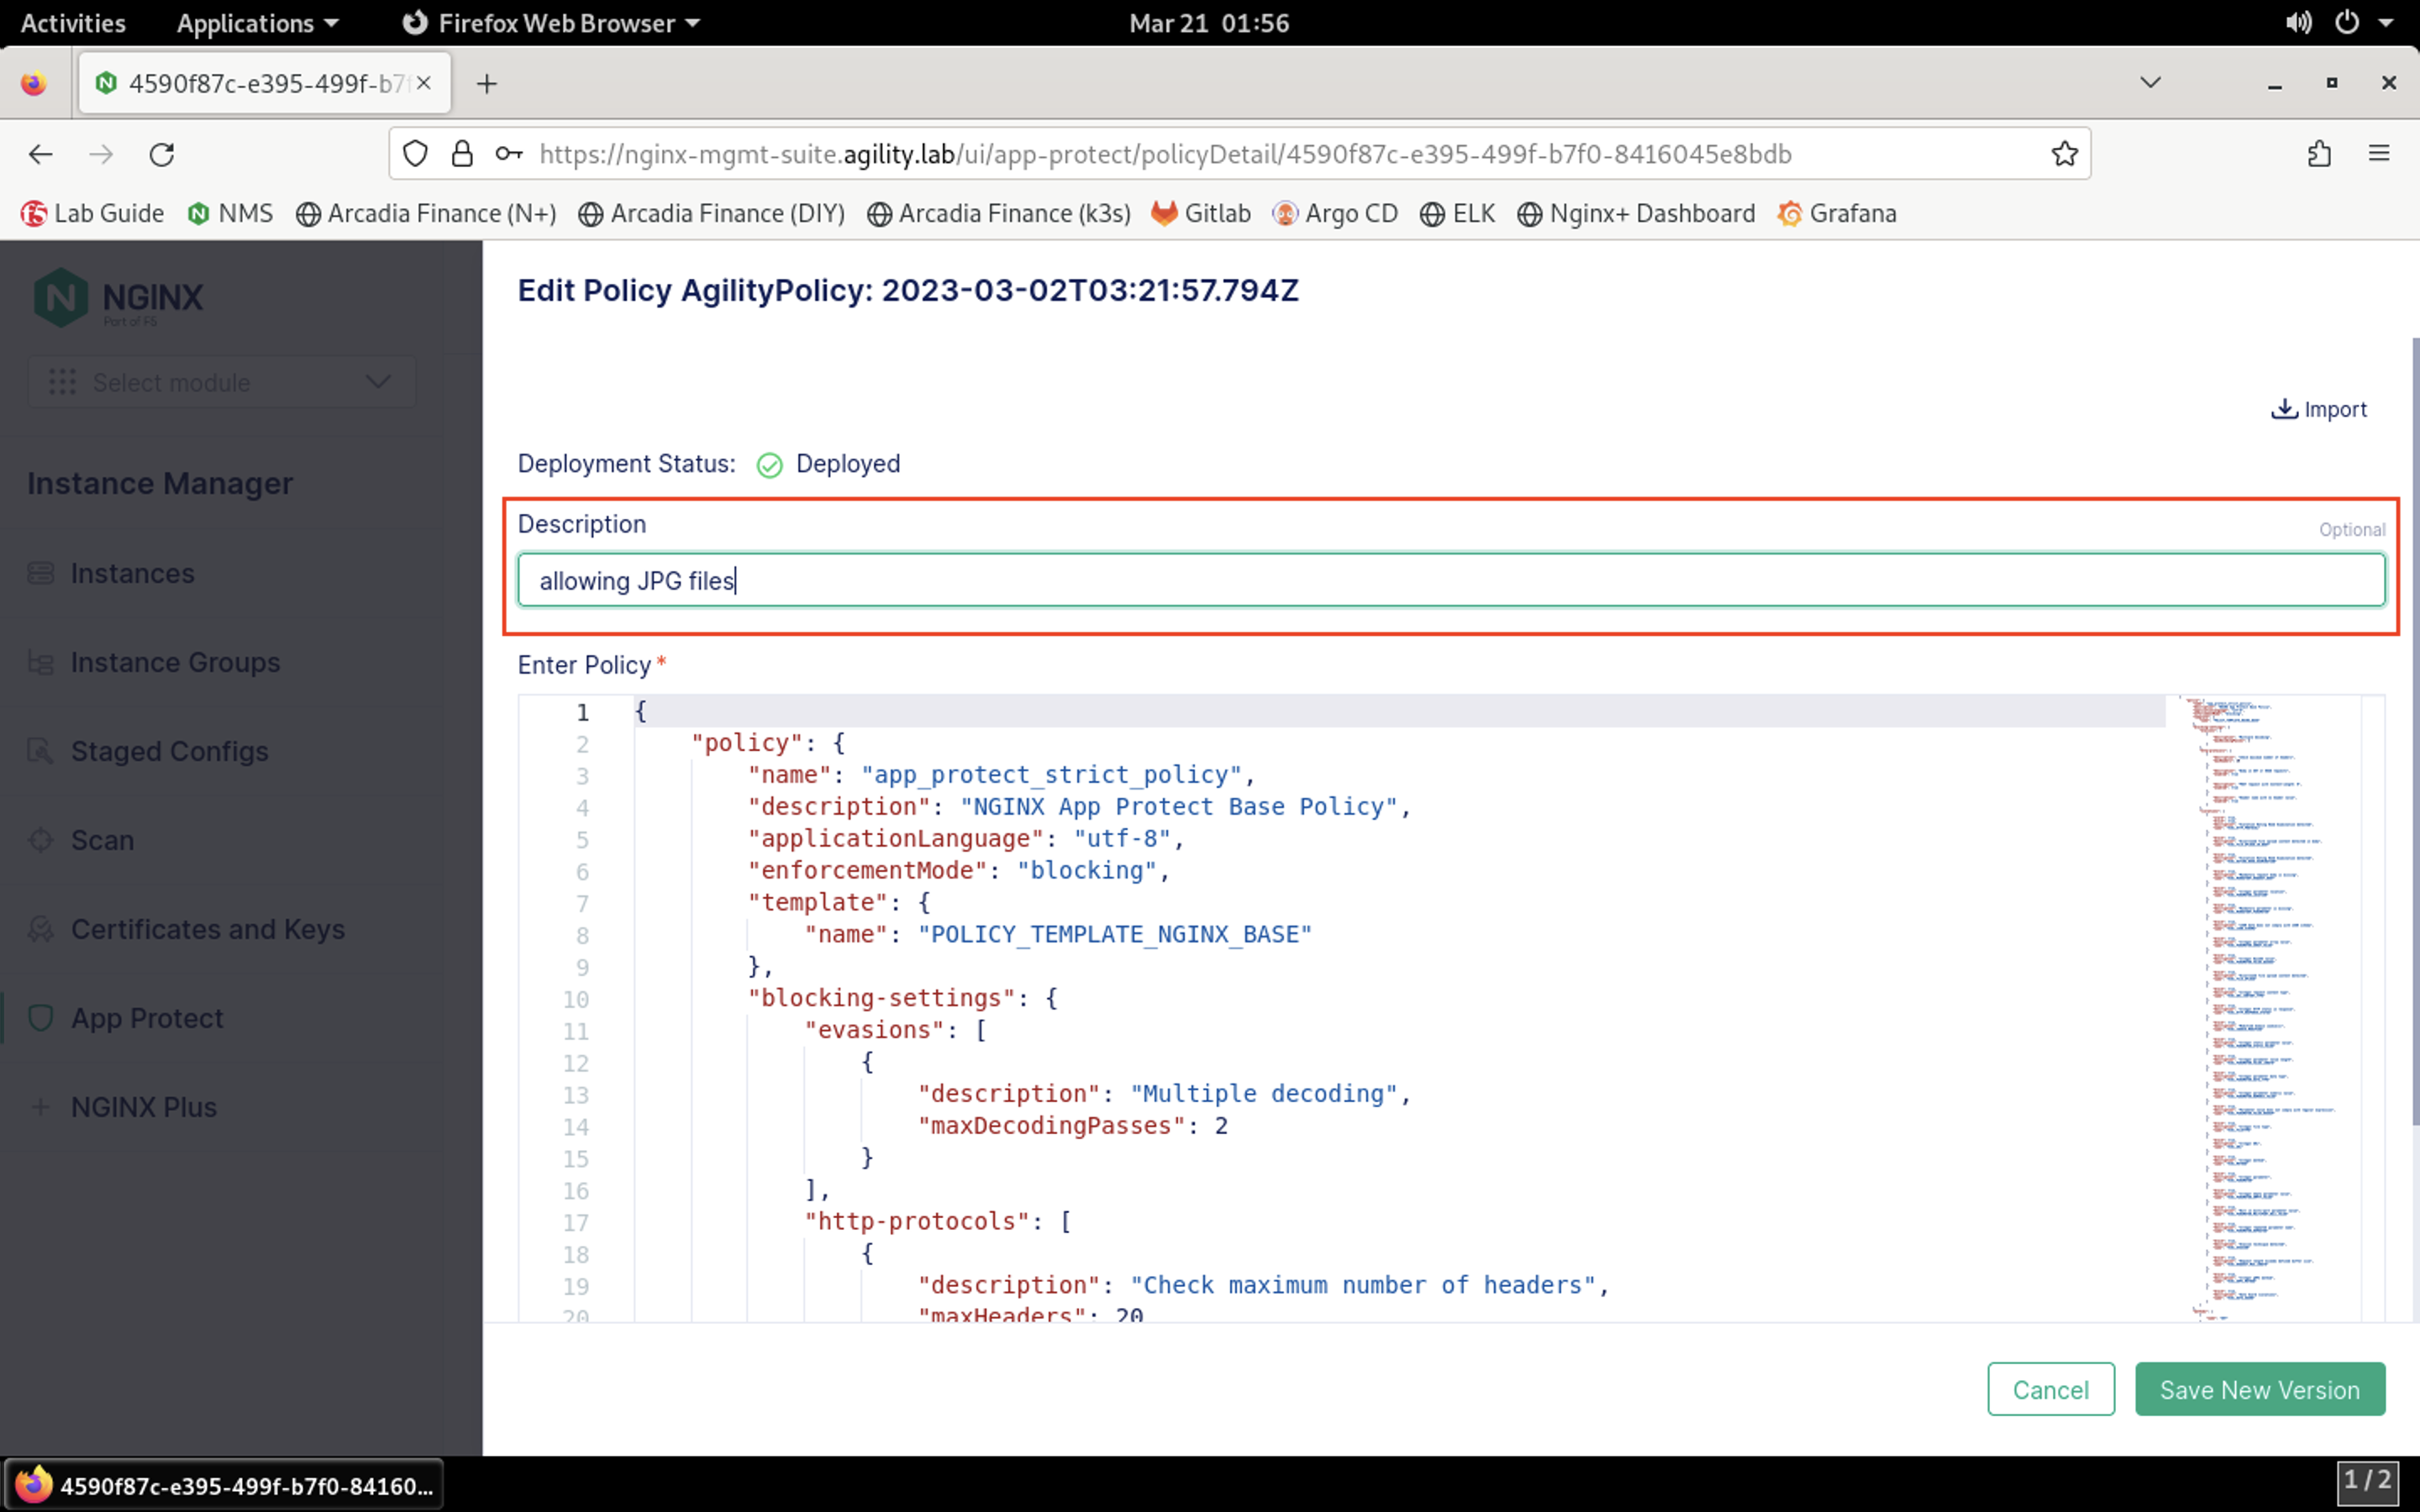 Activities Applications Firefox Web Browser Mar 21 01:56
4590f87c-e395-499f-b7f
https://nginx-mgmt-suite.agility.lab/ui/app-protect/policyDetail/4590f87c-e395-499f-b7f0-8416045e8bdb
Lab Guide NMS Arcadia Finance (N+) Arcadia Finance (DIY) Arcadia Finance (k3s) Gitlab Argo CD ELK Nginx+ Dashboard Grafana
NGINX
Part of F5
Select module
Instance Manager
Instances
Instance Groups
Staged Configs
Scan
Certificates and Keys
App Protect
NGINX Plus
Edit Policy AgilityPolicy: 2023-03-02T03:21:57.794Z
Import
Deployment Status: Deployed
Description Optional
allowing JPG files
Enter Policy *
1 {
2 "policy": {
3 "name": "app_protect_strict_policy",
4 "description": "NGINX App Protect Base Policy",
5 "applicationLanguage": "utf-8",
6 "enforcementMode": "blocking",
7 "template": {
8 "name": "POLICY_TEMPLATE_NGINX_BASE"
9 },
10 "blocking-settings": {
11 "evasions": [
12 {
13 "description": "Multiple decoding",
14 "maxDecodingPasses": 2
15 }
16 ],
17 "http-protocols": [
18 {
19 "description": "Check maximum number of headers",
20 "maxHeaders": 20
Cancel Save New Version
4590f87c-e395-499f-b7f0-84160... 1 / 2